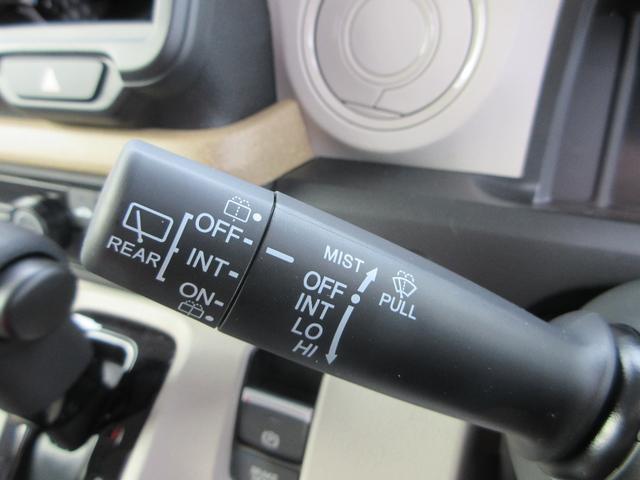 REAR
OFF
INT
ON
MIST
OFF
INT
LO
HI
PULL